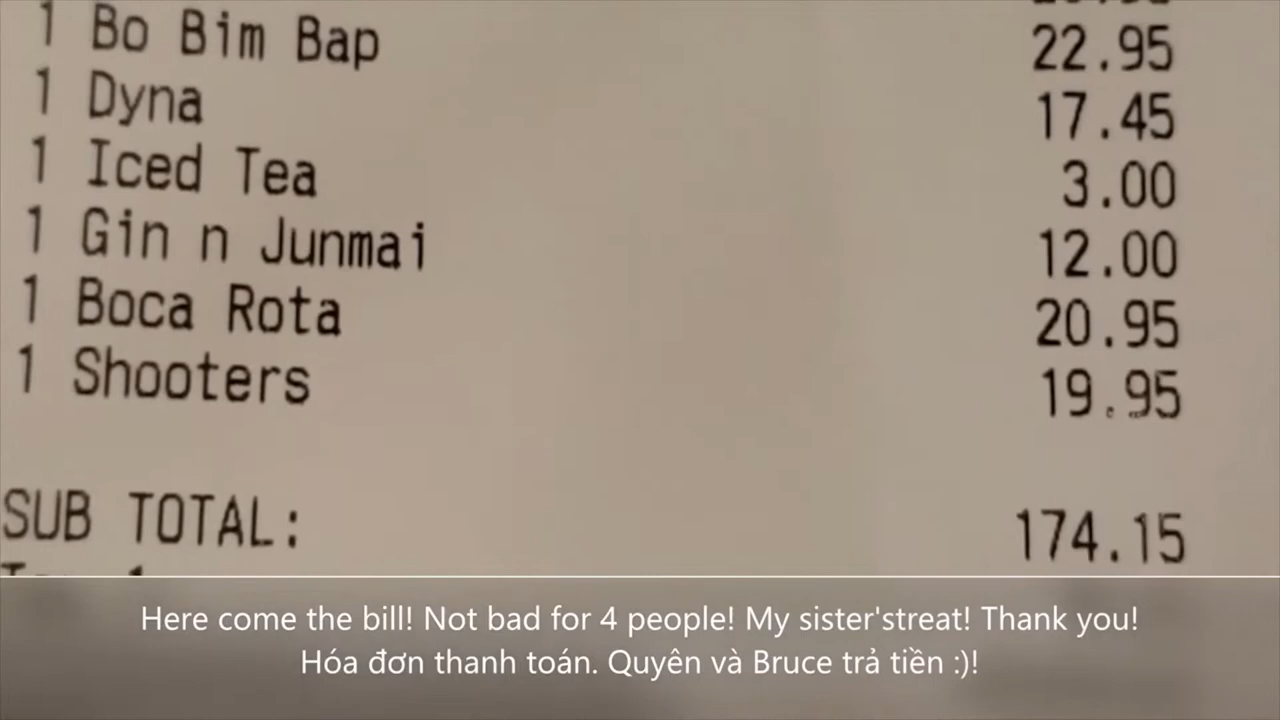 1 Bo Bim Bap 22.95
1 Dyna 17.45
1 Iced Tea 3.00
1 Gin n Junmai 12.00
1 Boca Rota 20.95
1 Shooters 19.95
SUB TOTAL: 174.15
Here come the bill! Not bad for 4 people! My sister'streat! Thank you!
Hóa đơn thanh toán. Quyên và Bruce trả tiền :)!